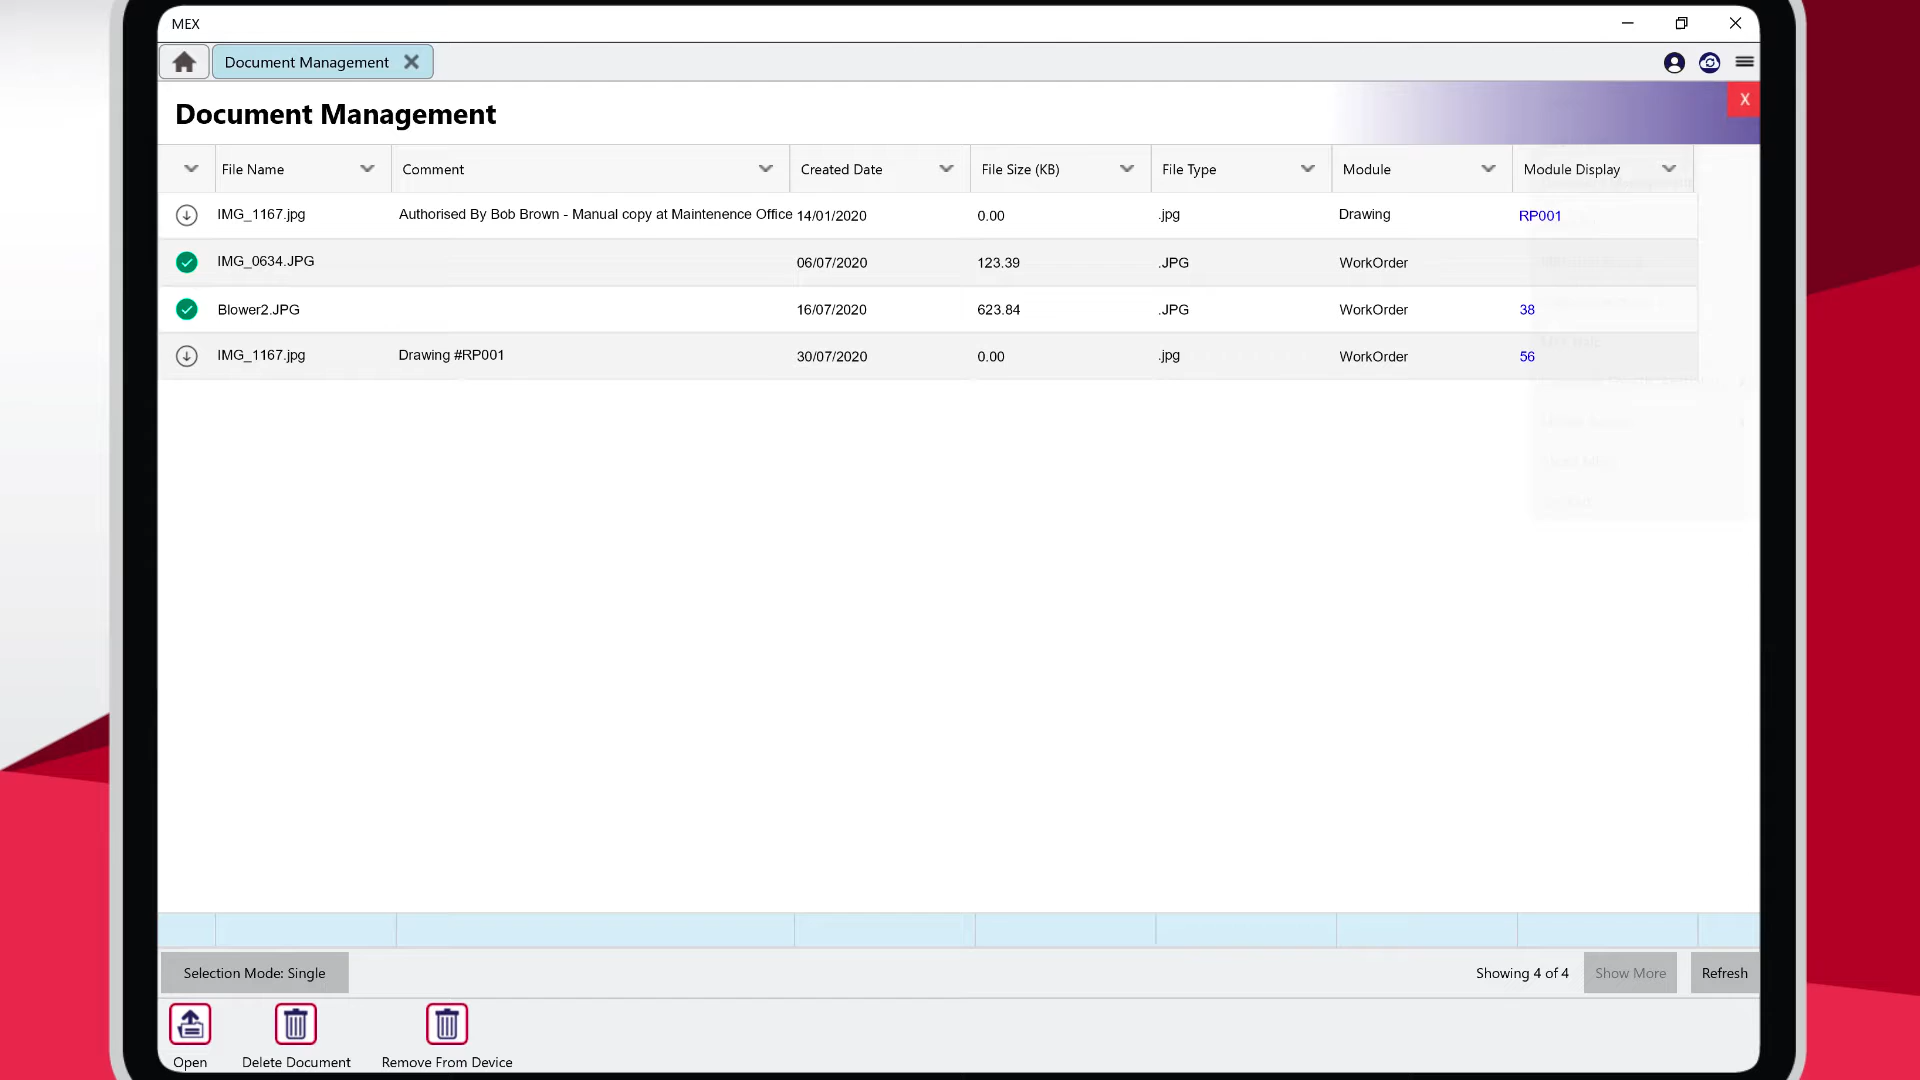 MEX
Document Management
Document Management
X
File Name Comment Created Date File Size (KB) File Type Module Module Display
IMG_1167.jpg Authorised By Bob Brown - Manual copy at Maintenence Office 14/01/2020 0.00 .jpg Drawing RP001
IMG_0634.JPG 06/07/2020 123.39 .JPG WorkOrder
Blower2.JPG 16/07/2020 623.84 .JPG WorkOrder 38
IMG_1167.jpg Drawing #RP001 30/07/2020 0.00 .jpg WorkOrder 56
Selection Mode: Single Showing 4 of 4 Show More Refresh
Open Delete Document Remove From Device